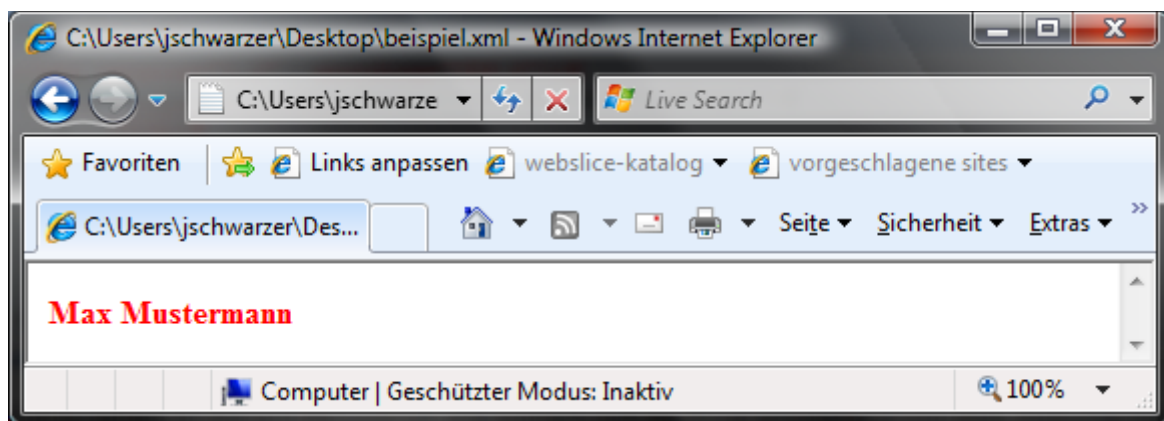 C:\Users\jschwarzer\Desktop\beispiel.xml - Windows Internet Explorer
C:\Users\jschwarze Live Search
Favoriten Links anpassen webslice-katalog vorgeschlagene sites
C:\Users\jschwarzer\Des... Seite Sicherheit Extras »
Max Mustermann
Computer | Geschützter Modus: Inaktiv 100%